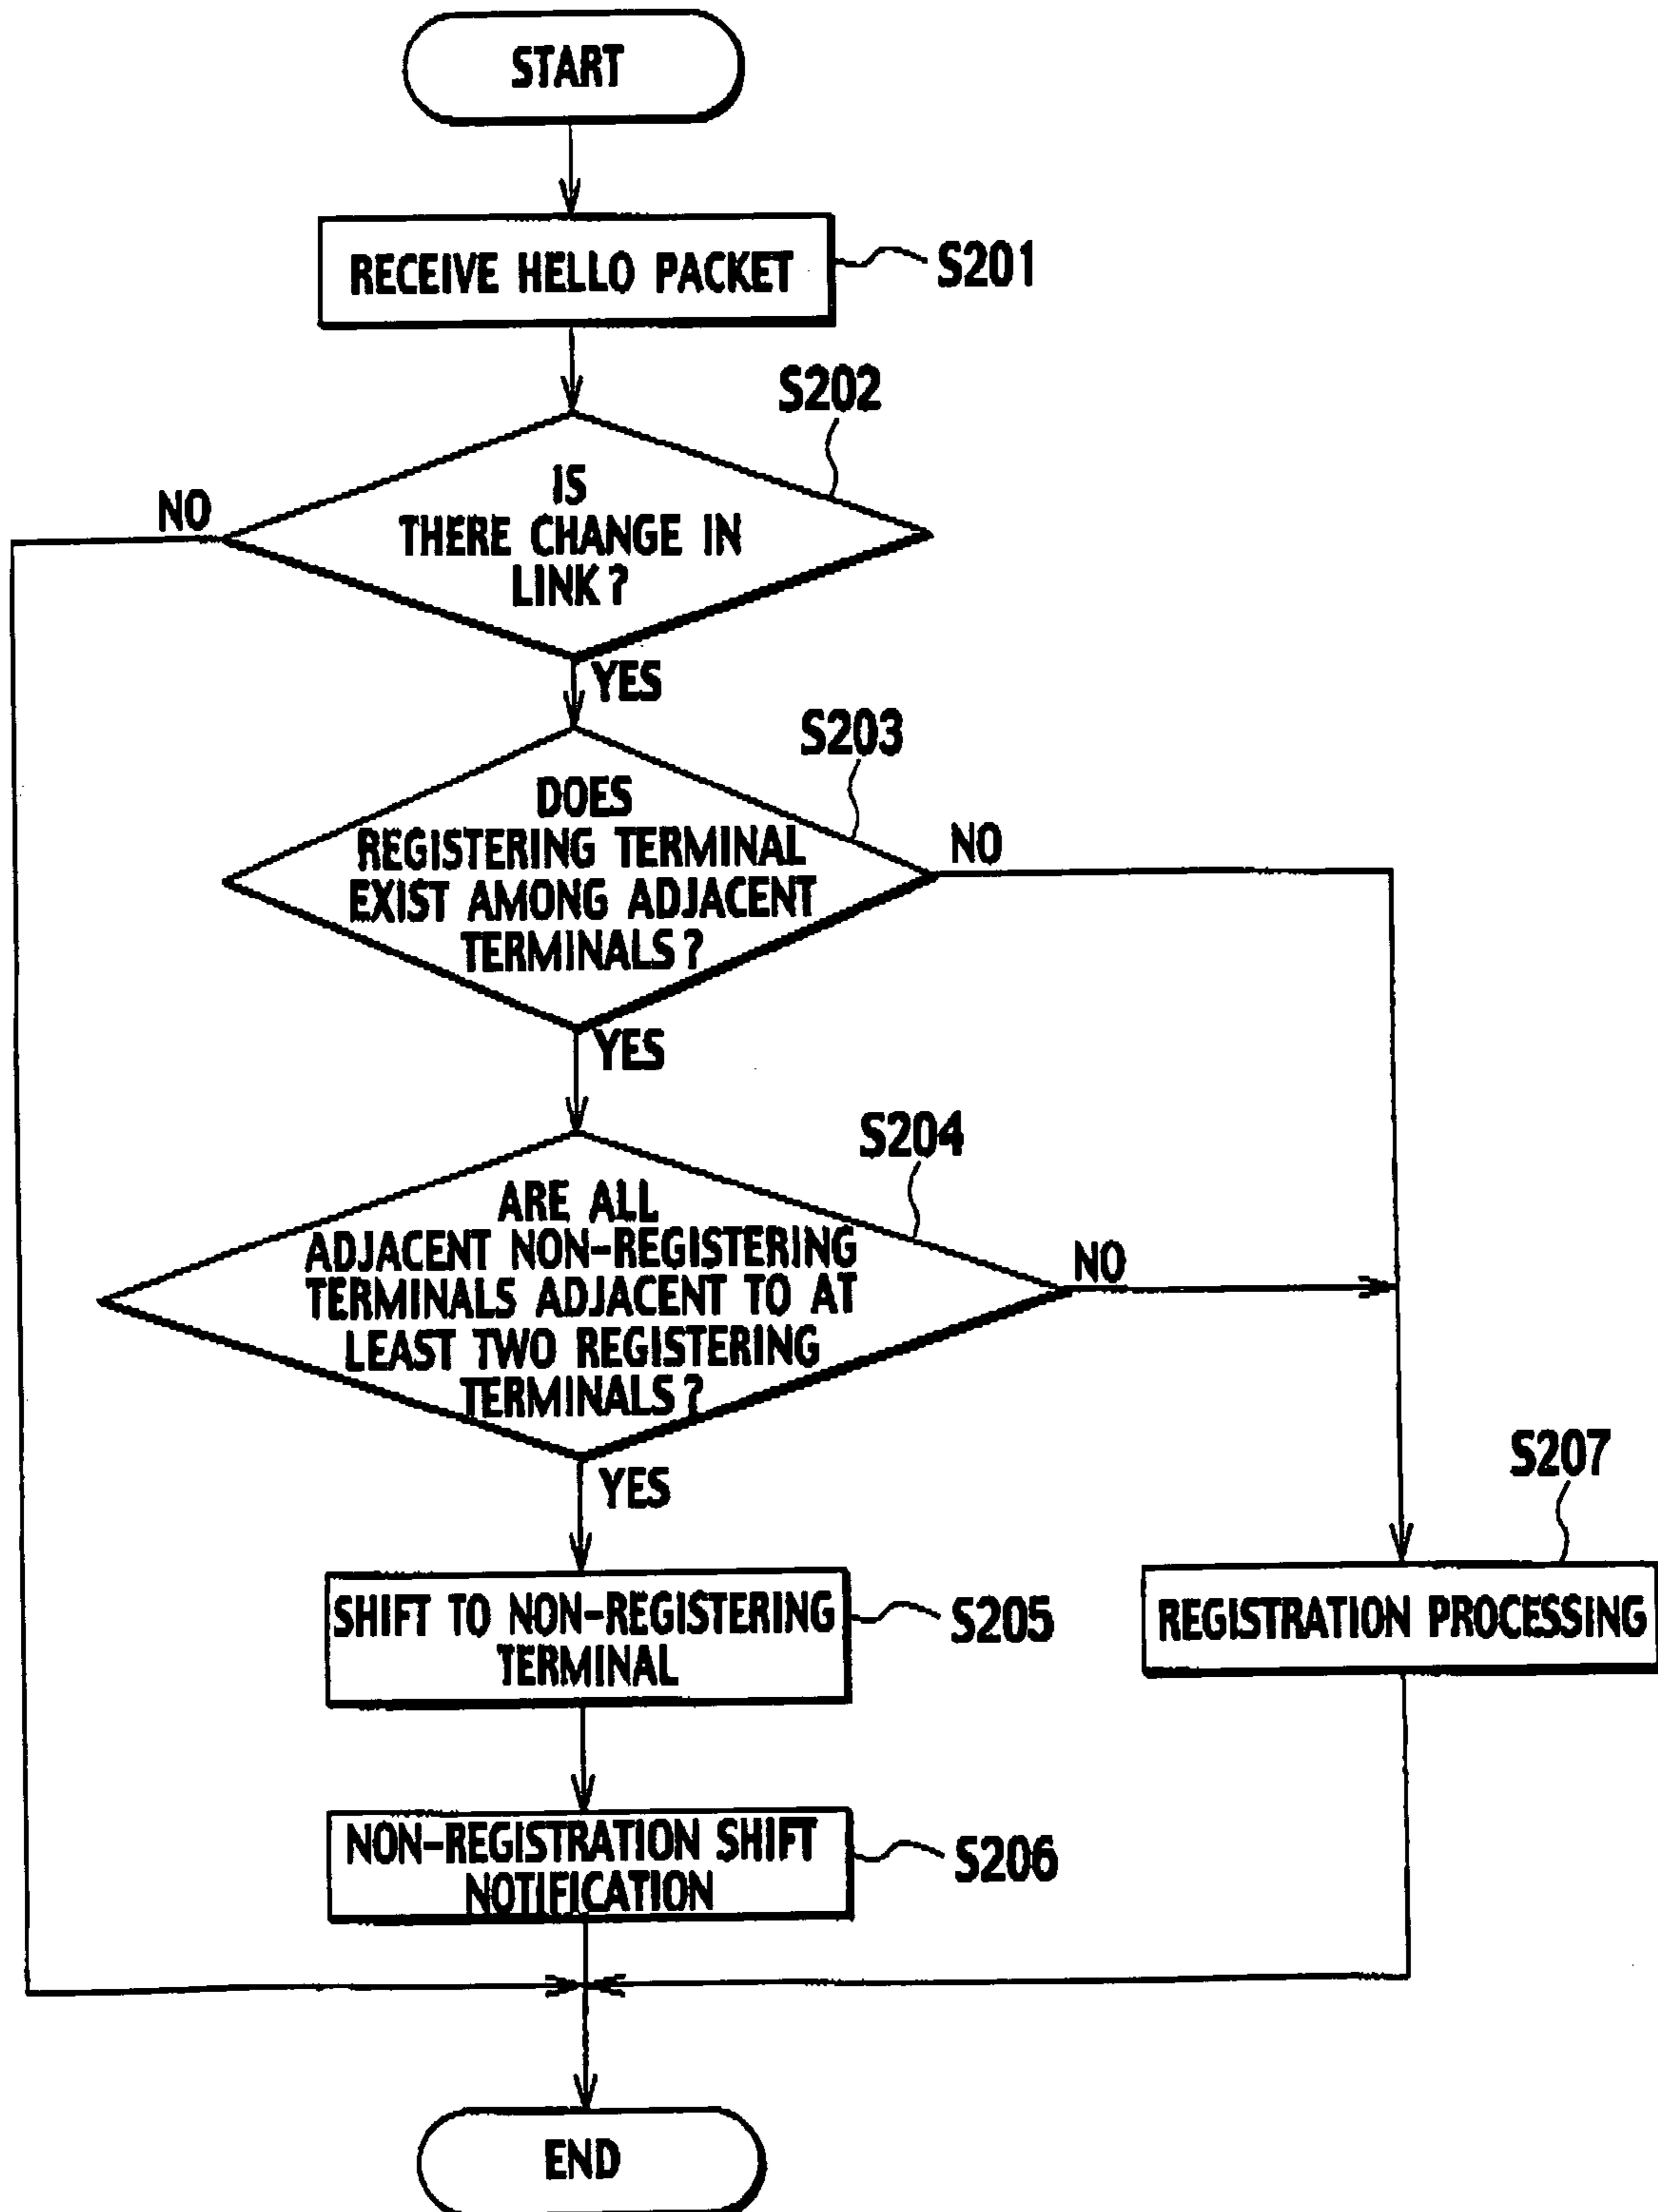 START
RECEIVE HELLO PACKET
S201
S202
IS
THERE CHANGE IN
LINK?
NO
YES
S203
DOES
REGISTERING TERMINAL
EXIST AMONG ADJACENT
TERMINALS?
NO
YES
S204
ARE ALL
ADJACENT NON-REGISTERING
TERMINALS ADJACENT TO AT
LEAST TWO REGISTERING
TERMINALS?
NO
YES
S207
SHIFT TO NON-REGISTERING
TERMINAL
S205
REGISTRATION PROCESSING
NON-REGISTRATION SHIFT
NOTIFICATION
S206
END